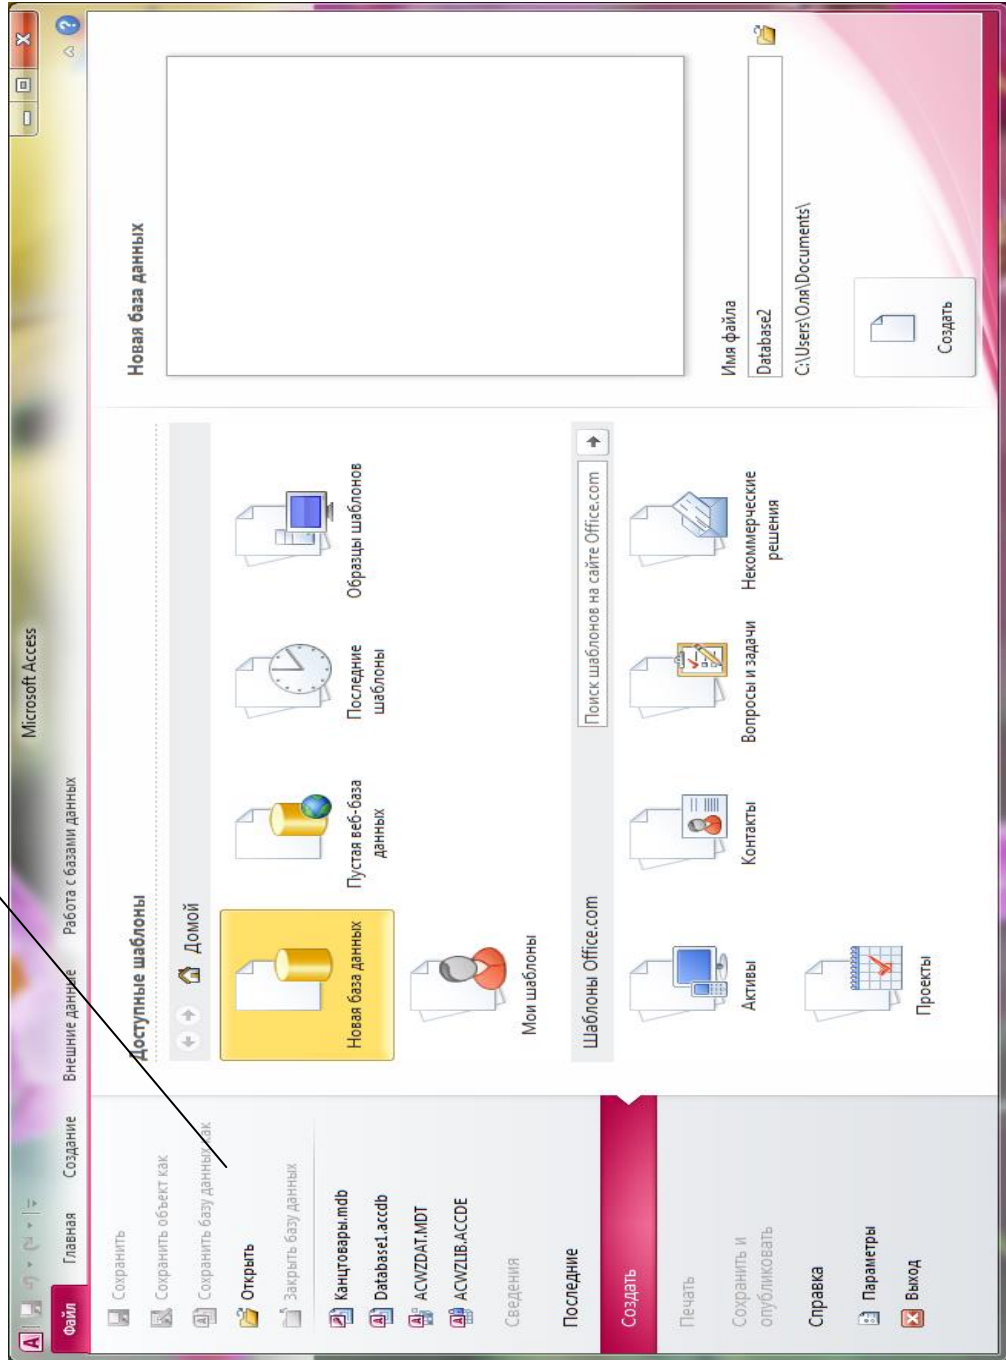 Microsoft Access
Файл
Главная
Создание
Внешние данные
Работа с базами данных
Сохранить
Сохранить объект как
Сохранить базу данных как
Открыть
Закрыть базу данных
Канцтовары.mdb
Database1.accdb
ACWZDAT.MDT
ACWZLIB.ACCDE
Сведения
Последние
Создать
Печать
Сохранить и
опубликовать
Справка
Параметры
Выход
Доступные шаблоны
Домой
Новая база данных
Пустая веб-база
данных
Последние
шаблоны
Образцы шаблонов
Мои шаблоны
Шаблоны Office.com
Поиск шаблонов на сайте Office.com
Активы
Контакты
Вопросы и задачи
Некоммерческие
решения
Проекты
Новая база данных
Имя файла
Database2
C:\Users\Оля\Documents\
Создать